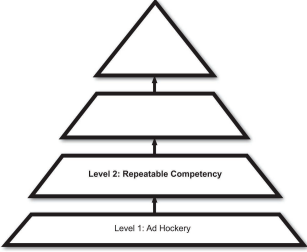 Level 2: Repeatable Competency
Level 1: Ad Hockery